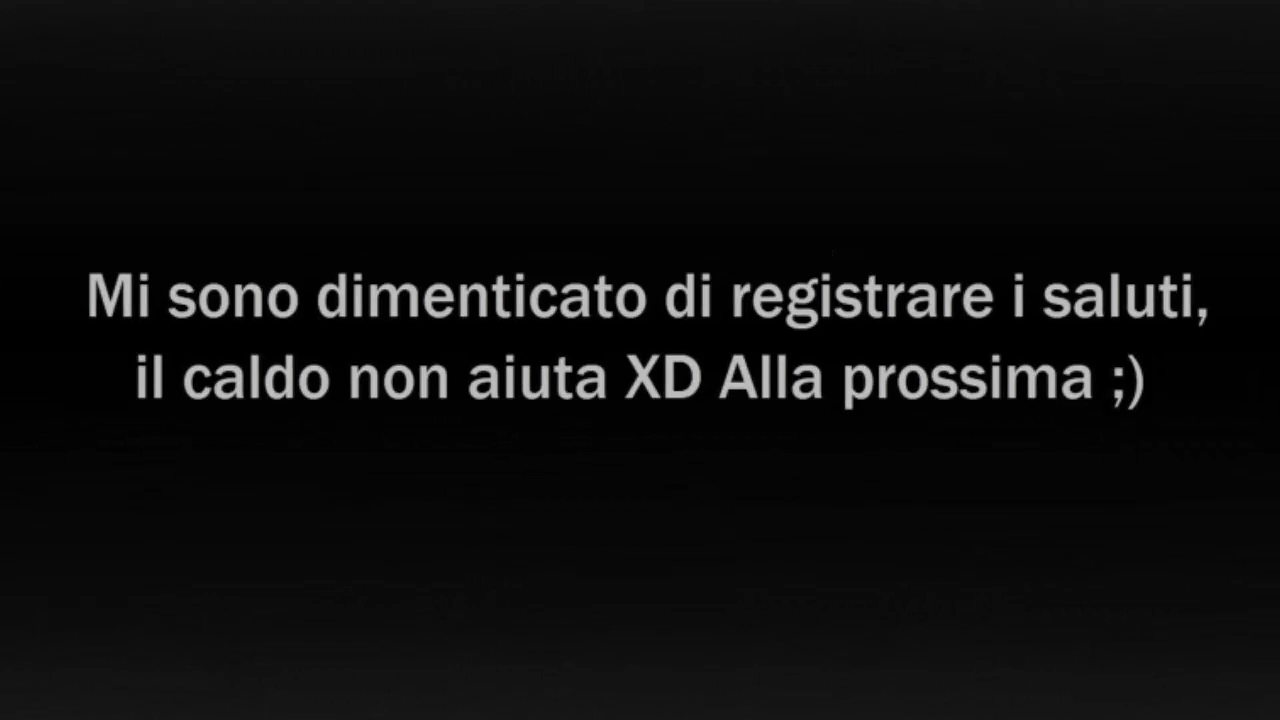 Mi sono dimenticato di registrare i saluti,
il caldo non aiuta XD Alla prossima ;)